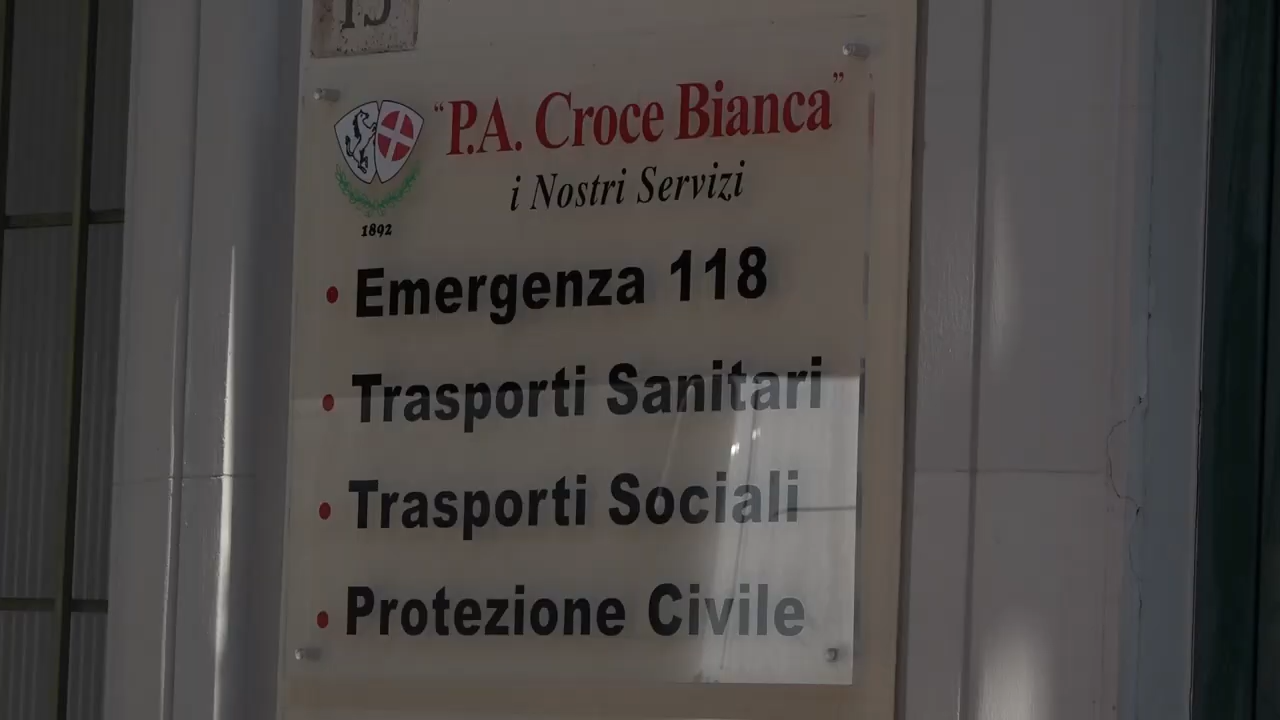 "P.A. Croce Bianca"
i Nostri Servizi
1892
• Emergenza 118
• Trasporti Sanitari
• Trasporti Sociali
• Protezione Civile